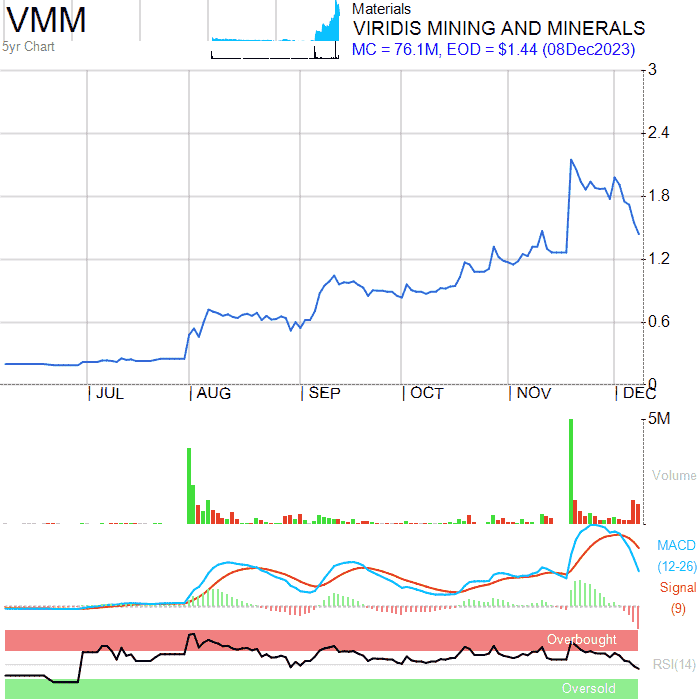 VMM
5yr Chart
Materials
VIRIDIS MINING AND MINERALS
MC = 76.1M, EOD = $1.44 (08Dec2023)
3
2.4
1.8
1.2
0.6
0
JUL AUG SEP OCT NOV DEC
5M
Volume
MACD
(12-26)
Signal
(9)
Overbought
RSI(14)
Oversold